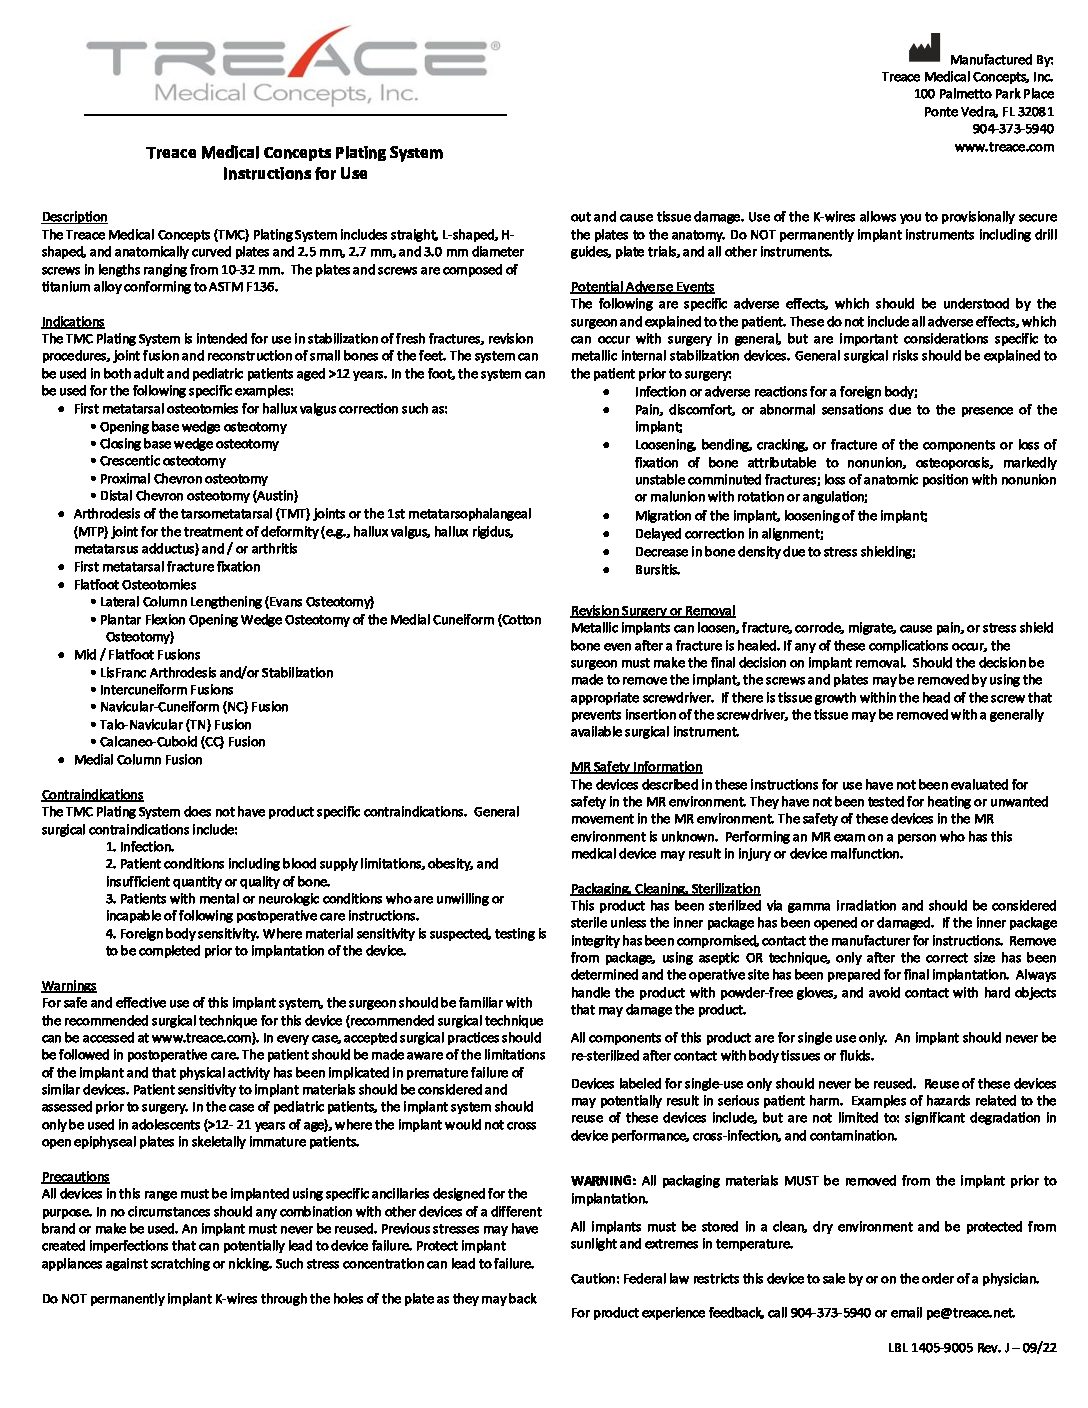 TREACE®
Medical Concepts, Inc.
Manufactured By:
Treace Medical Concepts, Inc.
100 Palmetto Park Place
Ponte Vedra, FL 32081
904-373-5940
www.treace.com
Treace Medical Concepts Plating System
Instructions for Use
Description
The Treace Medical Concepts (TMC) Plating System includes straight, L-shaped, H-
shaped, and anatomically curved plates and 2.5 mm, 2.7 mm, and 3.0 mm diameter
screws in lengths ranging from 10-32 mm. The plates and screws are composed of
titanium alloy conforming to ASTM F136.
Indications
The TMC Plating System is intended for use in stabilization of fresh fractures, revision
procedures, joint fusion and reconstruction of small bones of the feet. The system can
be used in both adult and pediatric patients aged >12 years. In the foot, the system can
be used for the following specific examples:
• First metatarsal osteotomies for hallux valgus correction such as:
• Opening base wedge osteotomy
• Closing base wedge osteotomy
• Crescentic osteotomy
• Proximal Chevron osteotomy
• Distal Chevron osteotomy (Austin)
• Arthrodesis of the tarsometatarsal (TMT) joints or the 1st metatarsophalangeal
(MTP) joint for the treatment of deformity (e.g., hallux valgus, hallux rigidus,
metatarsus adductus) and / or arthritis
• First metatarsal fracture fixation
• Flatfoot Osteotomies
• Lateral Column Lengthening (Evans Osteotomy)
• Plantar Flexion Opening Wedge Osteotomy of the Medial Cuneiform (Cotton
Osteotomy)
• Mid / Flatfoot Fusions
• LisFranc Arthrodesis and/or Stabilization
• Intercuneiform Fusions
• Navicular-Cuneiform (NC) Fusion
• Talo-Navicular (TN) Fusion
• Calcaneo-Cuboid (CC) Fusion
• Medial Column Fusion
Contraindications
The TMC Plating System does not have product specific contraindications. General
surgical contraindications include:
1. Infection.
2. Patient conditions including blood supply limitations, obesity, and
insufficient quantity or quality of bone.
3. Patients with mental or neurologic conditions who are unwilling or
incapable of following postoperative care instructions.
4. Foreign body sensitivity. Where material sensitivity is suspected, testing is
to be completed prior to implantation of the device.
Warnings
For safe and effective use of this implant system, the surgeon should be familiar with
the recommended surgical technique for this device (recommended surgical technique
can be accessed at www.treace.com). In every case, accepted surgical practices should
be followed in postoperative care. The patient should be made aware of the limitations
of the implant and that physical activity has been implicated in premature failure of
similar devices. Patient sensitivity to implant materials should be considered and
assessed prior to surgery. In the case of pediatric patients, the implant system should
only be used in adolescents (>12- 21 years of age), where the implant would not cross
open epiphyseal plates in skeletally immature patients.
Precautions
All devices in this range must be implanted using specific ancillaries designed for the
purpose. In no circumstances should any combination with other devices of a different
brand or make be used. An implant must never be reused. Previous stresses may have
created imperfections that can potentially lead to device failure. Protect implant
appliances against scratching or nicking. Such stress concentration can lead to failure.
Do NOT permanently implant K-wires through the holes of the plate as they may back
out and cause tissue damage. Use of the K-wires allows you to provisionally secure
the plates to the anatomy. Do NOT permanently implant instruments including drill
guides, plate trials, and all other instruments.
Potential Adverse Events
The following are specific adverse effects, which should be understood by the
surgeon and explained to the patient. These do not include all adverse effects, which
can occur with surgery in general, but are important considerations specific to
metallic internal stabilization devices. General surgical risks should be explained to
the patient prior to surgery:
• Infection or adverse reactions for a foreign body;
• Pain, discomfort, or abnormal sensations due to the presence of the
implant;
• Loosening, bending, cracking, or fracture of the components or loss of
fixation of bone attributable to nonunion, osteoporosis, markedly
unstable comminuted fractures; loss of anatomic position with nonunion
or malunion with rotation or angulation;
• Migration of the implant, loosening of the implant;
• Delayed correction in alignment;
• Decrease in bone density due to stress shielding;
• Bursitis.
Revision Surgery or Removal
Metallic implants can loosen, fracture, corrode, migrate, cause pain, or stress shield
bone even after a fracture is healed. If any of these complications occur, the
surgeon must make the final decision on implant removal. Should the decision be
made to remove the implant, the screws and plates may be removed by using the
appropriate screwdriver. If there is tissue growth within the head of the screw that
prevents insertion of the screwdriver, the tissue may be removed with a generally
available surgical instrument.
MR Safety Information
The devices described in these instructions for use have not been evaluated for
safety in the MR environment. They have not been tested for heating or unwanted
movement in the MR environment. The safety of these devices in the MR
environment is unknown. Performing an MR exam on a person who has this
medical device may result in injury or device malfunction.
Packaging, Cleaning, Sterilization
This product has been sterilized via gamma irradiation and should be considered
sterile unless the inner package has been opened or damaged. If the inner package
integrity has been compromised, contact the manufacturer for instructions. Remove
from package, using aseptic OR technique, only after the correct size has been
determined and the operative site has been prepared for final implantation. Always
handle the product with powder-free gloves, and avoid contact with hard objects
that may damage the product.
All components of this product are for single use only. An implant should never be
re-sterilized after contact with body tissues or fluids.
Devices labeled for single-use only should never be reused. Reuse of these devices
may potentially result in serious patient harm. Examples of hazards related to the
reuse of these devices include, but are not limited to: significant degradation in
device performance, cross-infection, and contamination.
WARNING: All packaging materials MUST be removed from the implant prior to
implantation.
All implants must be stored in a clean, dry environment and be protected from
sunlight and extremes in temperature.
Caution: Federal law restricts this device to sale by or on the order of a physician.
For product experience feedback, call 904-373-5940 or email pe@treace.net.
LBL 1405-9005 Rev. J – 09/22